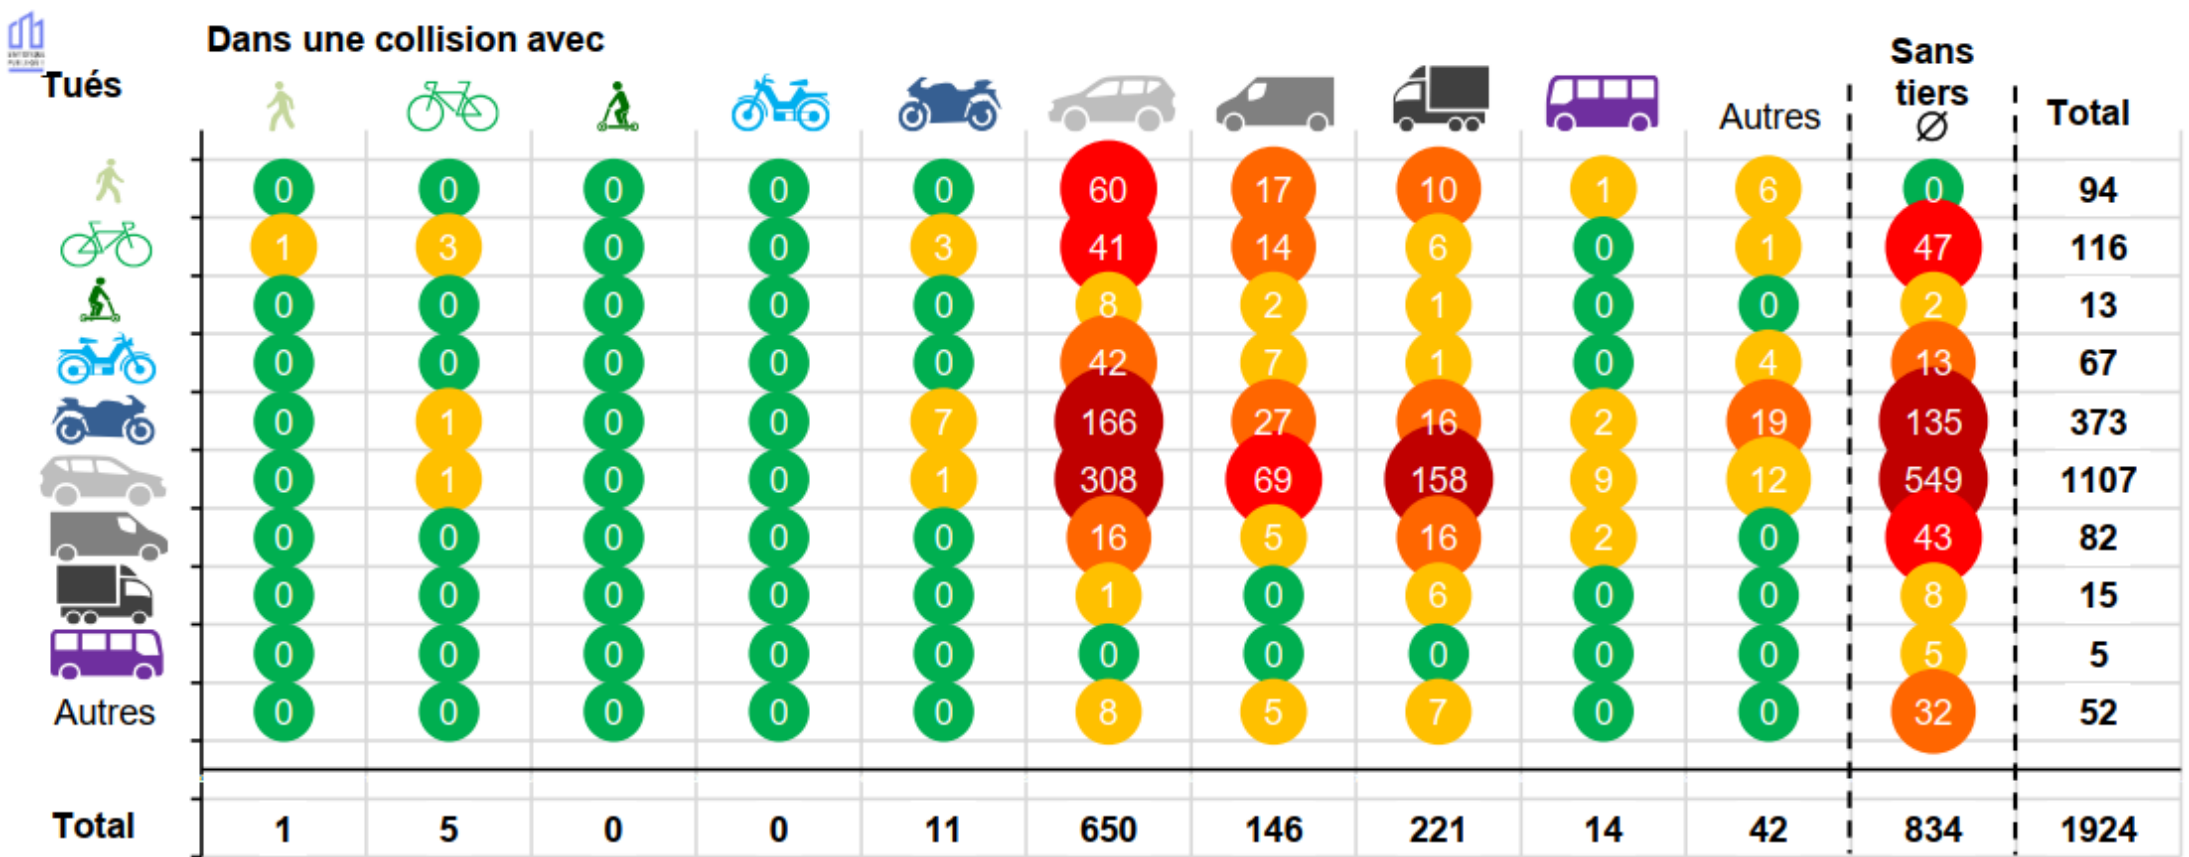 Dans une collision avec
Tués
Autres
Sans
tiers
Ø
Total
0 0 0 0 0 60 17 10 1 6 0 94
1 3 0 0 3 41 14 6 0 1 47 116
0 0 0 0 0 8 2 1 0 0 2 13
0 0 0 0 0 42 7 1 0 4 13 67
0 1 0 0 7 166 27 16 2 19 135 373
0 1 0 0 1 308 69 158 9 12 549 1107
0 0 0 0 0 16 5 16 2 0 43 82
0 0 0 0 0 1 0 6 0 0 8 15
0 0 0 0 0 0 0 0 0 0 5 5
Autres 0 0 0 0 0 8 5 7 0 0 32 52
Total 1 5 0 0 11 650 146 221 14 42 834 1924